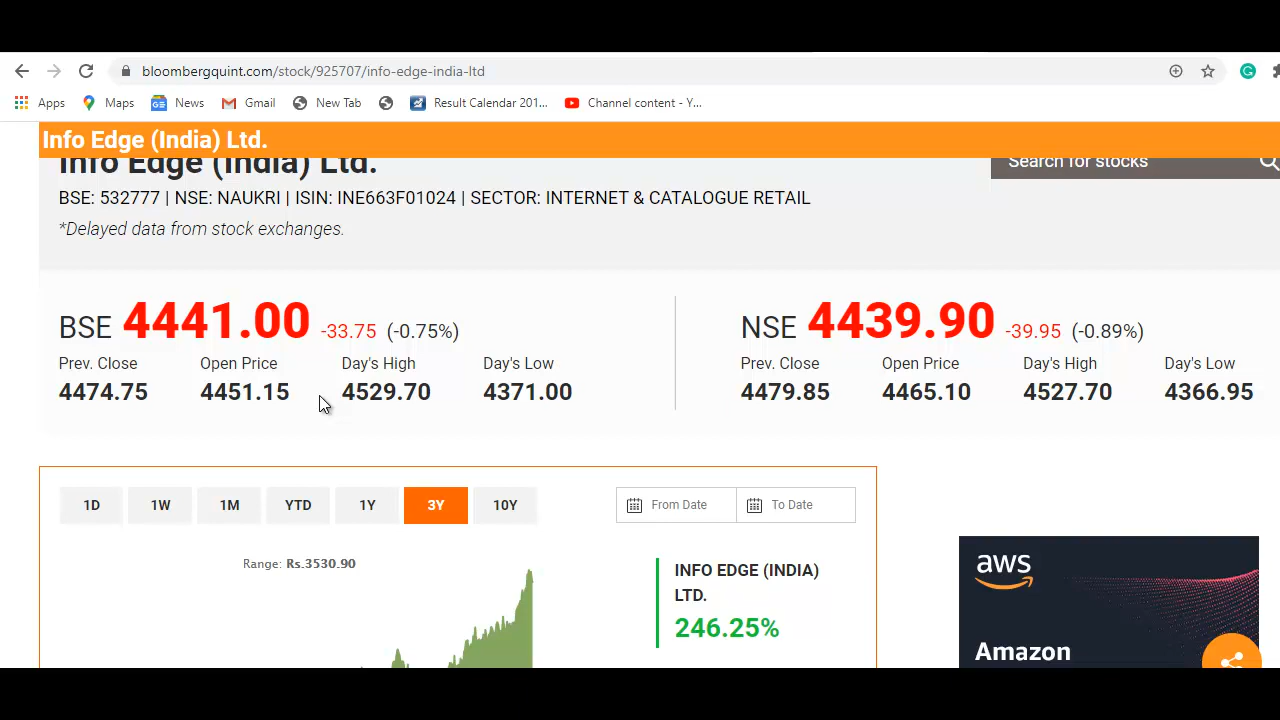 bloombergquint.com/stock/925707/info-edge-india-ltd
Apps Maps News Gmail New Tab Result Calendar 201... Channel content - Y...
Info Edge (India) Ltd.
Info Edge (India) Ltd.
Search for stocks
BSE: 532777 | NSE: NAUKRI | ISIN: INE663F01024 | SECTOR: INTERNET & CATALOGUE RETAIL
*Delayed data from stock exchanges.
BSE 4441.00 -33.75 (-0.75%)
Prev. Close Open Price Day's High Day's Low
4474.75 4451.15 4529.70 4371.00
NSE 4439.90 -39.95 (-0.89%)
Prev. Close Open Price Day's High Day's Low
4479.85 4465.10 4527.70 4366.95
1D 1W 1M YTD 1Y 3Y 10Y From Date To Date
Range: Rs.3530.90
INFO EDGE (INDIA)
LTD.
246.25%
aws
Amazon